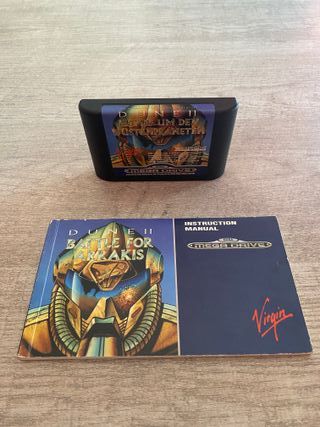 DUNE II
KAMPF UM DEN
WÜSTENPLANETEN
MEGA DRIVE
DUNE II
BATTLE FOR
ARRAKIS
INSTRUCTION
MANUAL
MEGA DRIVE
Virgin